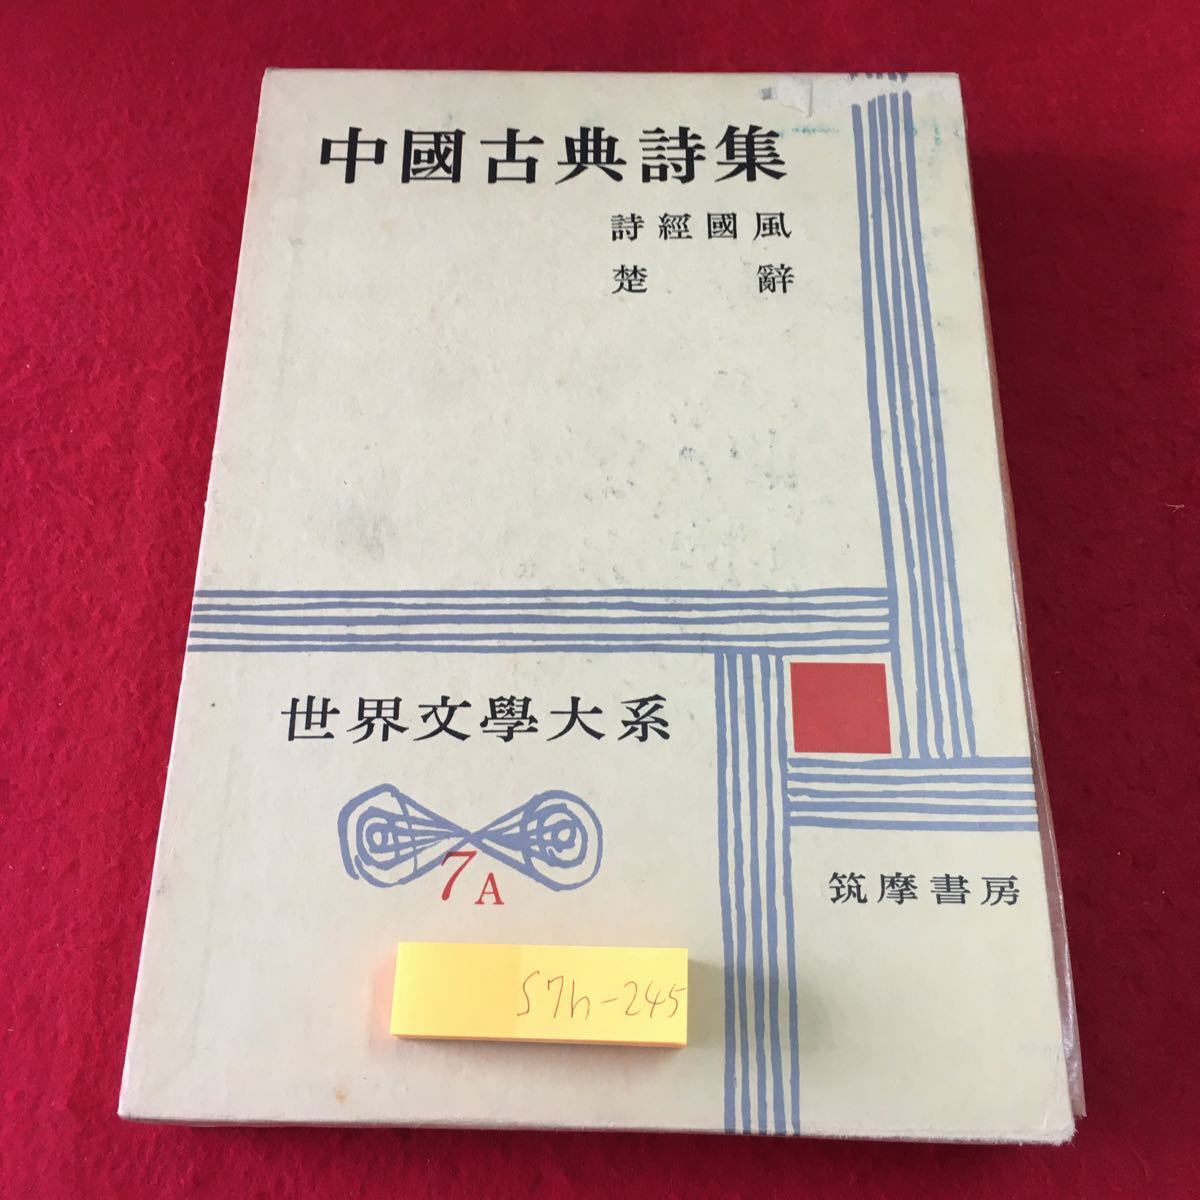 中國古典詩集
詩經國風
楚辭
世界文學大系
7A
筑摩書房
S7h-245